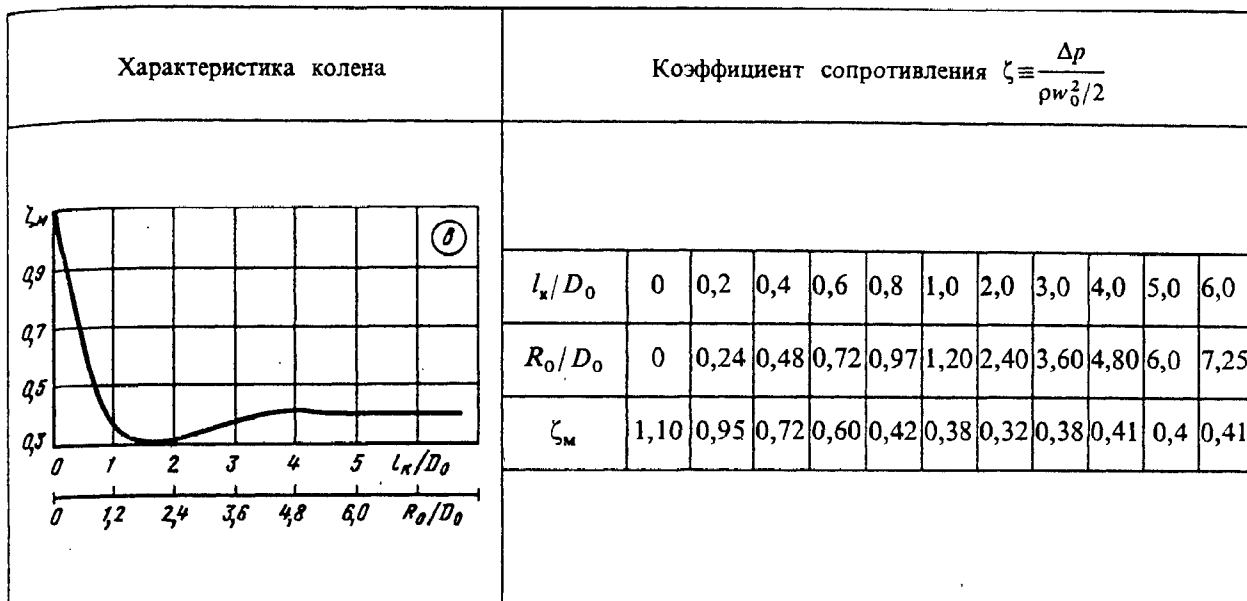 Характеристика колена
Коэффициент сопротивления ζ≡Δp/(ρw₀²/2)
ζм
0,9
0,7
0,5
0,3
в
0 1 2 3 4 5 lк/D₀
0 1,2 2,4 3,6 4,8 6,0 R₀/D₀
lк/D₀ 0 0,2 0,4 0,6 0,8 1,0 2,0 3,0 4,0 5,0 6,0
R₀/D₀ 0 0,24 0,48 0,72 0,97 1,20 2,40 3,60 4,80 6,0 7,25
ζм 1,10 0,95 0,72 0,60 0,42 0,38 0,32 0,38 0,41 0,4 0,41